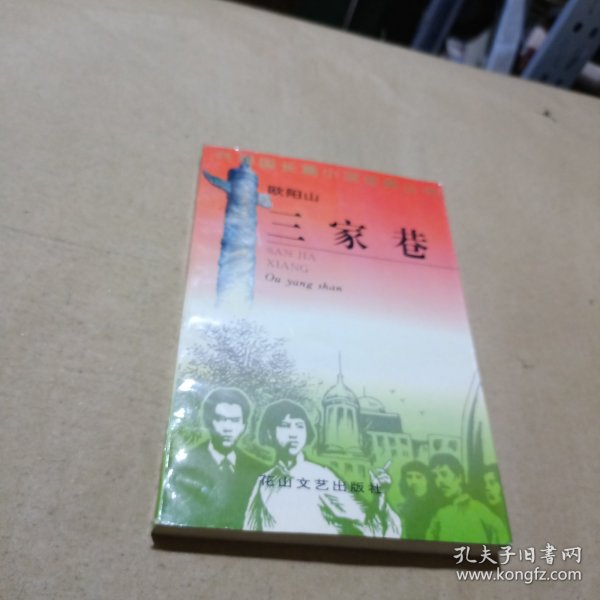 欧阳山
三家巷
SAN JIA
XIANG
Ou yang shan
花山文艺出版社
孔夫子旧书网
www.kongfz.com